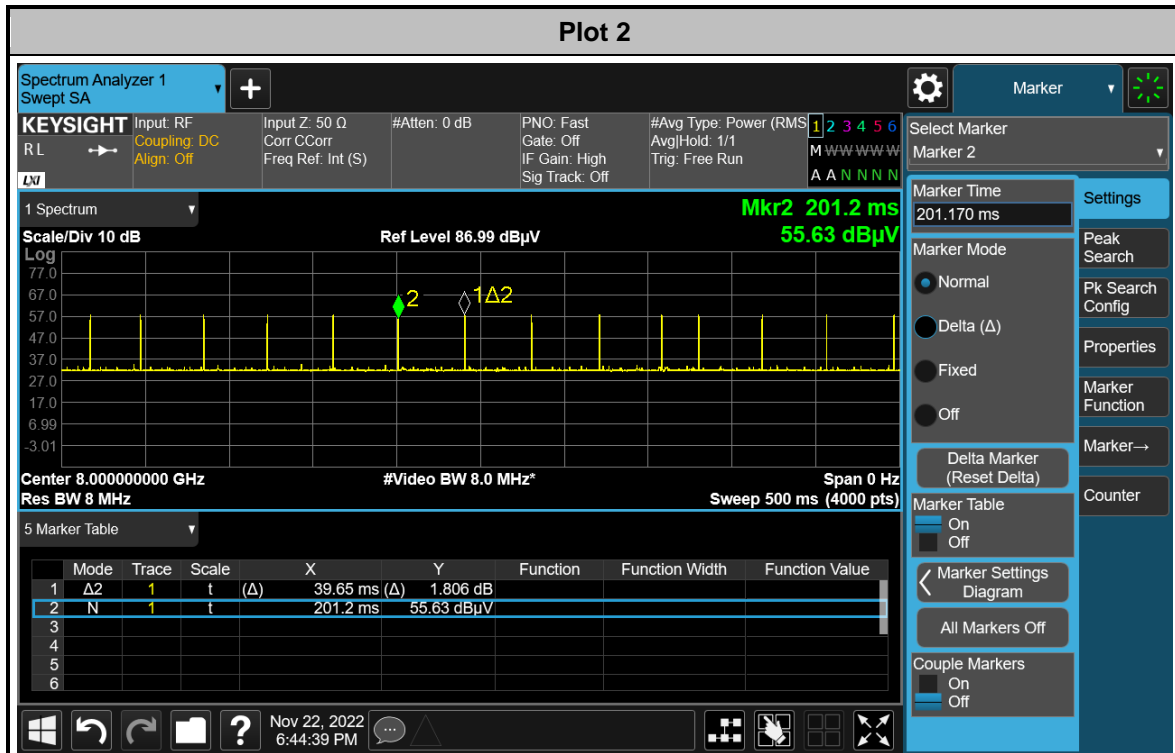 Plot 2
Spectrum Analyzer 1
Swept SA
Marker
KEYSIGHT
RL
LXI
Input: RF
Coupling: DC
Align: Off
Input Z: 50 Ω
Corr CCorr
Freq Ref: Int (S)
#Atten: 0 dB
PNO: Fast
Gate: Off
IF Gain: High
Sig Track: Off
#Avg Type: Power (RMS
Avg|Hold: 1/1
Trig: Free Run
1 2 3 4 5 6
M W W W W W
A A N N N N
Select Marker
Marker 2
1 Spectrum
Mkr2 201.2 ms
Scale/Div 10 dB
Ref Level 86.99 dBµV
55.63 dBµV
Log
77.0
67.0
57.0
47.0
37.0
27.0
17.0
6.99
-3.01
2
1Δ2
Center 8.000000000 GHz
#Video BW 8.0 MHz*
Span 0 Hz
Res BW 8 MHz
Sweep 500 ms (4000 pts)
5 Marker Table
Mode Trace Scale X Y Function Function Width Function Value
1 Δ2 1 t (Δ) 39.65 ms (Δ) 1.806 dB
2 N 1 t 201.2 ms 55.63 dBµV
3
4
5
6
Marker Time
201.170 ms
Marker Mode
Normal
Delta (Δ)
Fixed
Off
Delta Marker
(Reset Delta)
Marker Table
On
Off
Marker Settings
Diagram
All Markers Off
Couple Markers
On
Off
Settings
Peak
Search
Pk Search
Config
Properties
Marker
Function
Marker→
Counter
?
Nov 22, 2022
6:44:39 PM